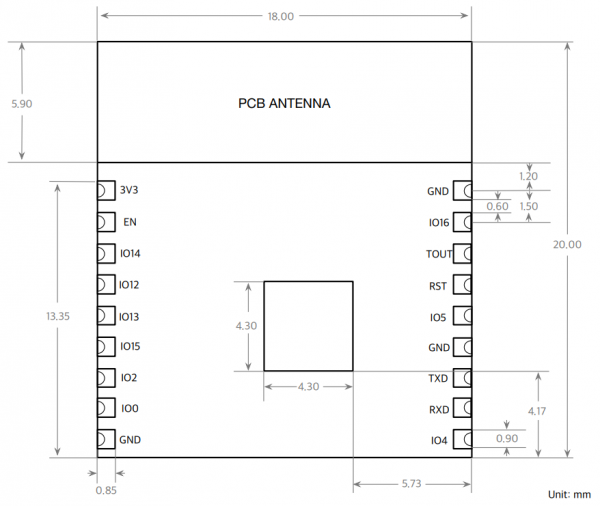 18.00
5.90
PCB ANTENNA
1.20
3V3
GND
0.60
1.50
EN
IO16
IO14
TOUT
20.00
IO12
RST
13.35
IO13
4.30
IO5
IO15
GND
IO2
TXD
4.30
IO0
RXD
4.17
GND
IO4
0.90
0.85
5.73
Unit: mm